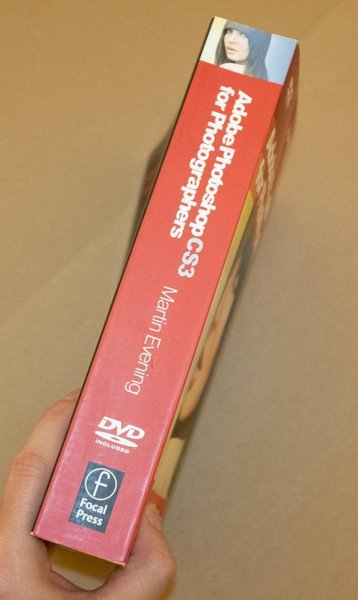 Adobe Photoshop CS3
for Photographers
Martin Evening
DVD
INCLUDED
f
Focal
Press